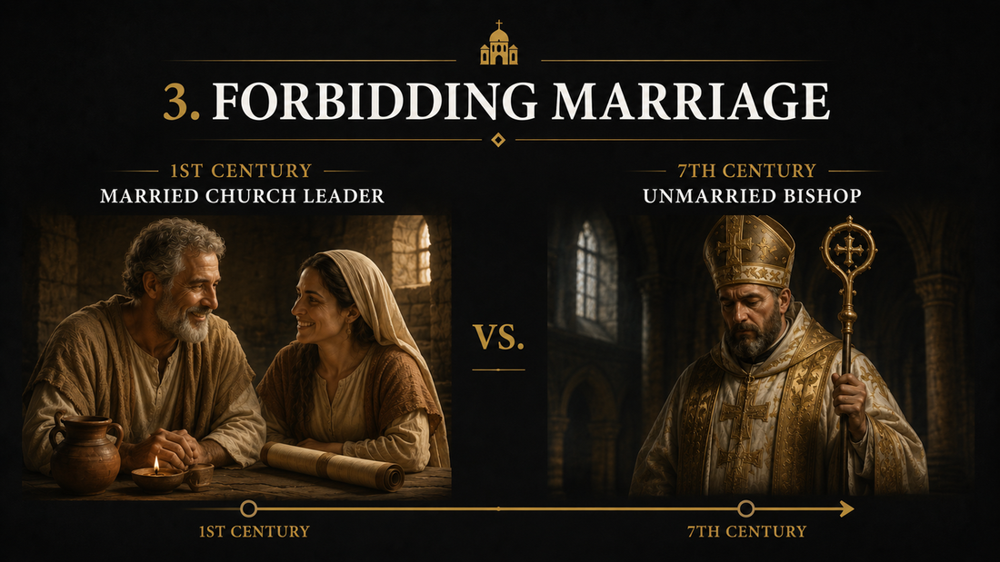 3. FORBIDDING MARRIAGE
1ST CENTURY
MARRIED CHURCH LEADER
7TH CENTURY
UNMARRIED BISHOP
VS.
1ST CENTURY
7TH CENTURY